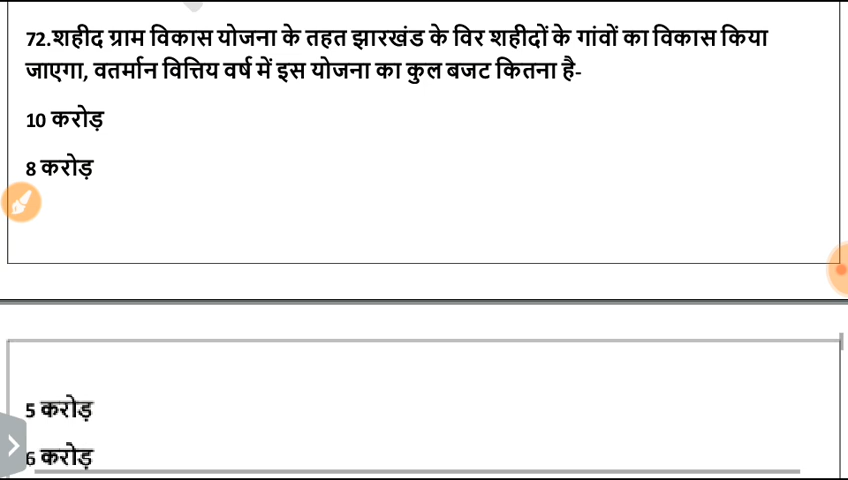 72.शहीद ग्राम विकास योजना के तहत झारखंड के विर शहीदों के गांवों का विकास किया
जाएगा, वतर्मान वित्तिय वर्ष में इस योजना का कुल बजट कितना है-
10 करोड़
8 करोड़
5 करोड़
6 करोड़